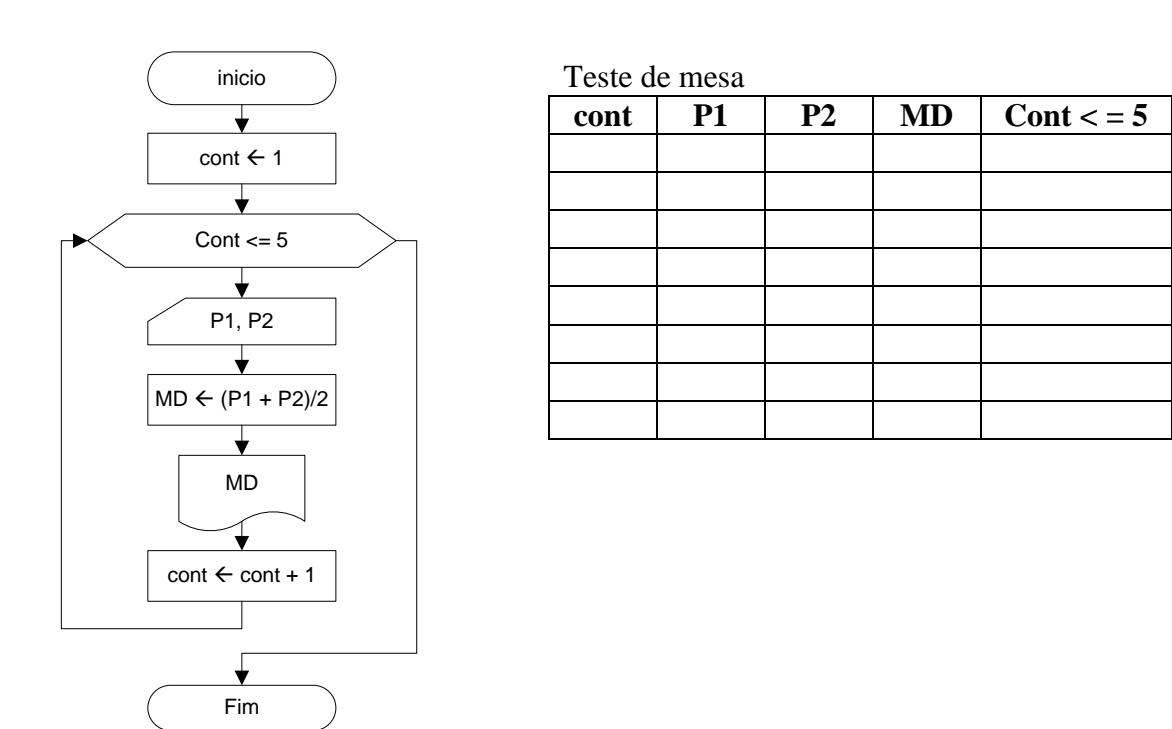 inicio
cont ← 1
Cont <= 5
P1, P2
MD ← (P1 + P2)/2
MD
cont ← cont + 1
Fim
Teste de mesa
cont P1 P2 MD Cont < = 5